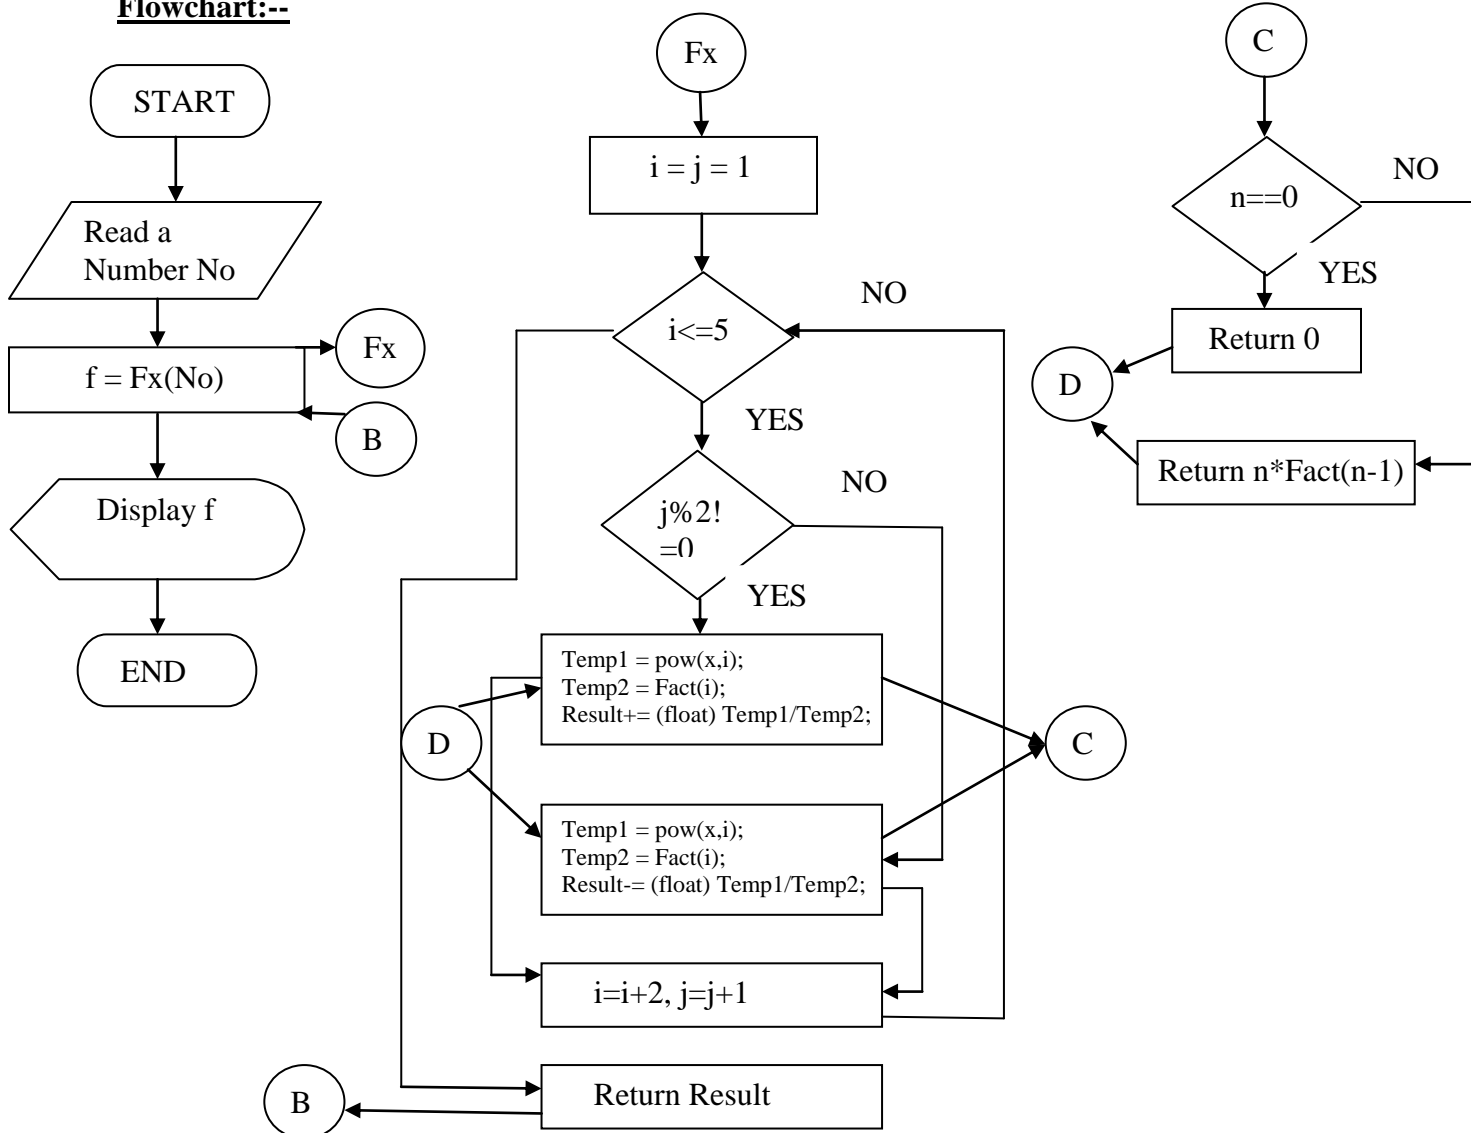 Flowchart:--
START
Read a
Number No
f = Fx(No)
Fx
B
Display f
END
Fx
i = j = 1
i<=5
NO
YES
j%2!
=0
NO
YES
Temp1 = pow(x,i);
Temp2 = Fact(i);
Result+= (float) Temp1/Temp2;
D
C
Temp1 = pow(x,i);
Temp2 = Fact(i);
Result-= (float) Temp1/Temp2;
i=i+2, j=j+1
Return Result
B
C
n==0
NO
YES
Return 0
D
Return n*Fact(n-1)